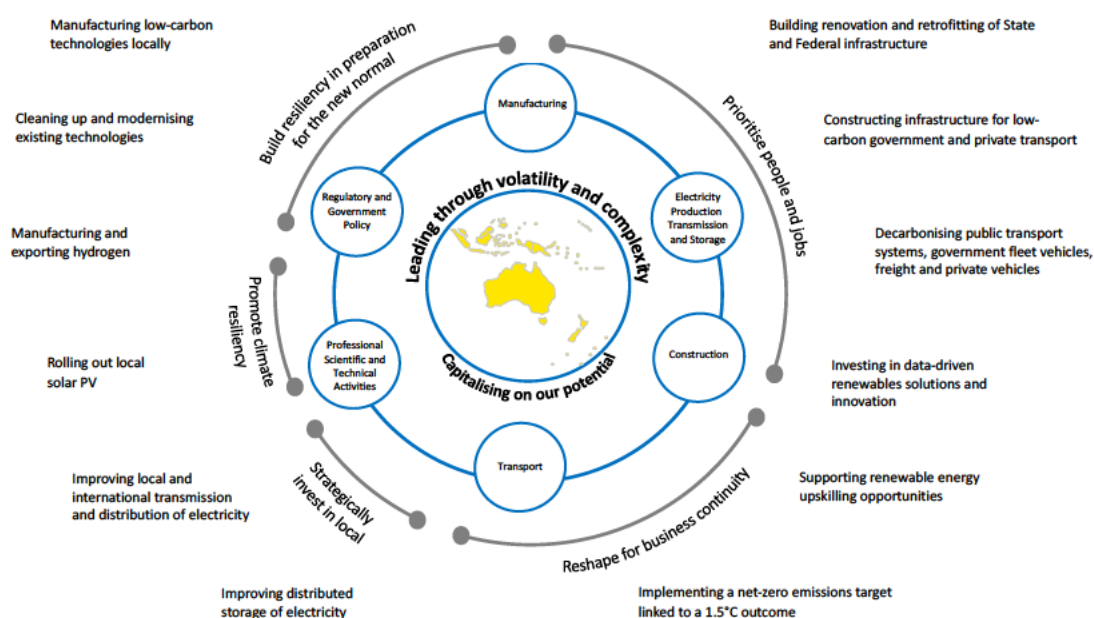 Manufacturing low-carbon
technologies locally
Cleaning up and modernising
existing technologies
Manufacturing and
exporting hydrogen
Rolling out local
solar PV
Improving local and
international transmission
and distribution of electricity
Improving distributed
storage of electricity
Build resiliency in preparation
for the new normal
Promote climate
resiliency
Strategically
invest in local
Reshape for business continuity
Prioritise people and jobs
Manufacturing
Regulatory and
Government
Policy
Electricity
Production
Transmission
and Storage
Professional
Scientific and
Technical
Activities
Construction
Transport
Leading through volatility and complexity
Capitalising on our potential
Building renovation and retrofitting of State
and Federal infrastructure
Constructing infrastructure for low-
carbon government and private transport
Decarbonising public transport
systems, government fleet vehicles,
freight and private vehicles
Investing in data-driven
renewables solutions and
innovation
Supporting renewable energy
upskilling opportunities
Implementing a net-zero emissions target
linked to a 1.5°C outcome